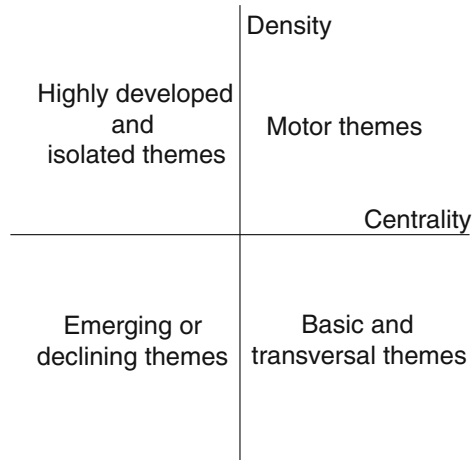 Density
Highly developed
and
isolated themes
Motor themes
Centrality
Emerging or
declining themes
Basic and
transversal themes